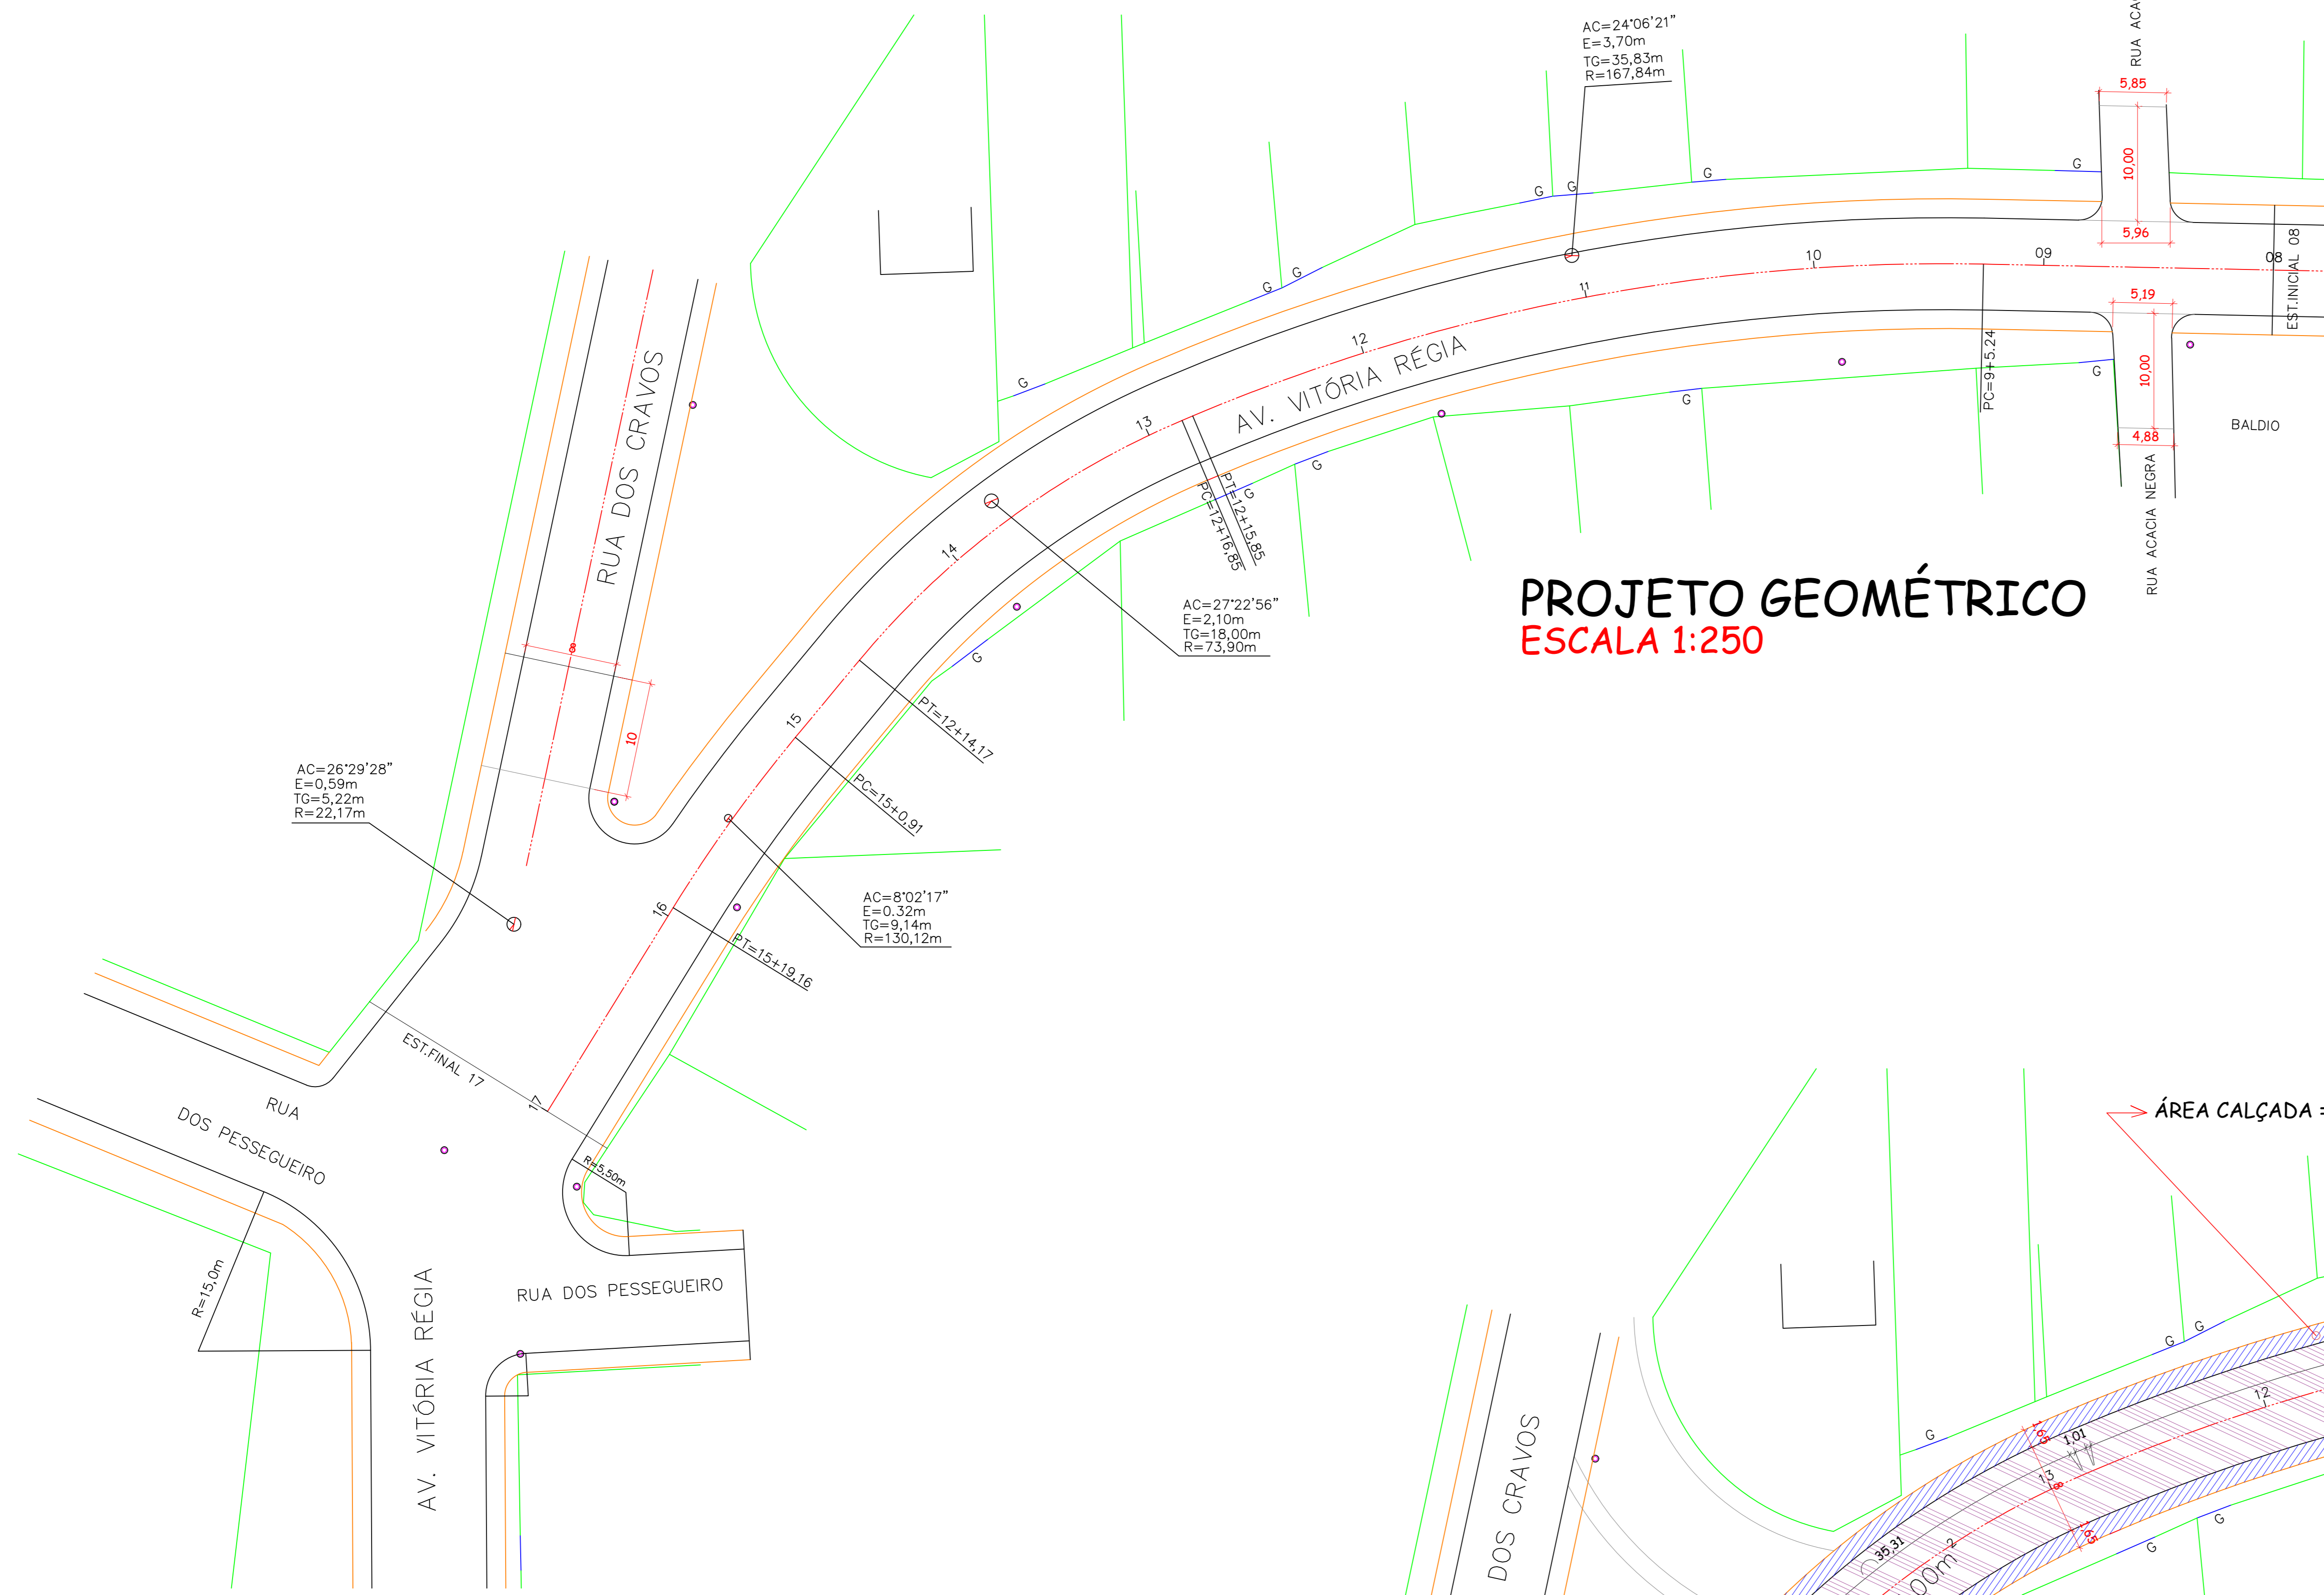 AC=24°06'21"
E=3,70m
TG=35,83m
R=167,84m
5,85
10,00
5,96
G
G
G
G
G
G
G
08
09
10
11
12
13
14
15
16
17
EST.INICIAL 08
5,19
10,00
4,88
G
G
G
G
G
BALDIO
RUA ACACIA NEGRA
PC=9+5.24
AV. VITÓRIA RÉGIA
PT=12+15,85
PC=12+16,85
RUA DOS CRAVOS
8
10
AC=27°22'56"
E=2,10m
TG=18,00m
R=73,90m
PROJETO GEOMÉTRICO
ESCALA 1:250
PT=12+14,17
PC=15+0,91
AC=26°29'28"
E=0,59m
TG=5,22m
R=22,17m
AC=8°02'17"
E=0.32m
TG=9,14m
R=130,12m
PT=15+19,16
EST.FINAL 17
RUA
DOS PESSEGUEIRO
R=5,50m
R=15,0m
AV. VITÓRIA RÉGIA
RUA DOS PESSEGUEIRO
ÁREA CALÇADA =
DOS CRAVOS
G
G
G
G
G
12
13
1,65
1,01
8
1,65
35,31
00m²